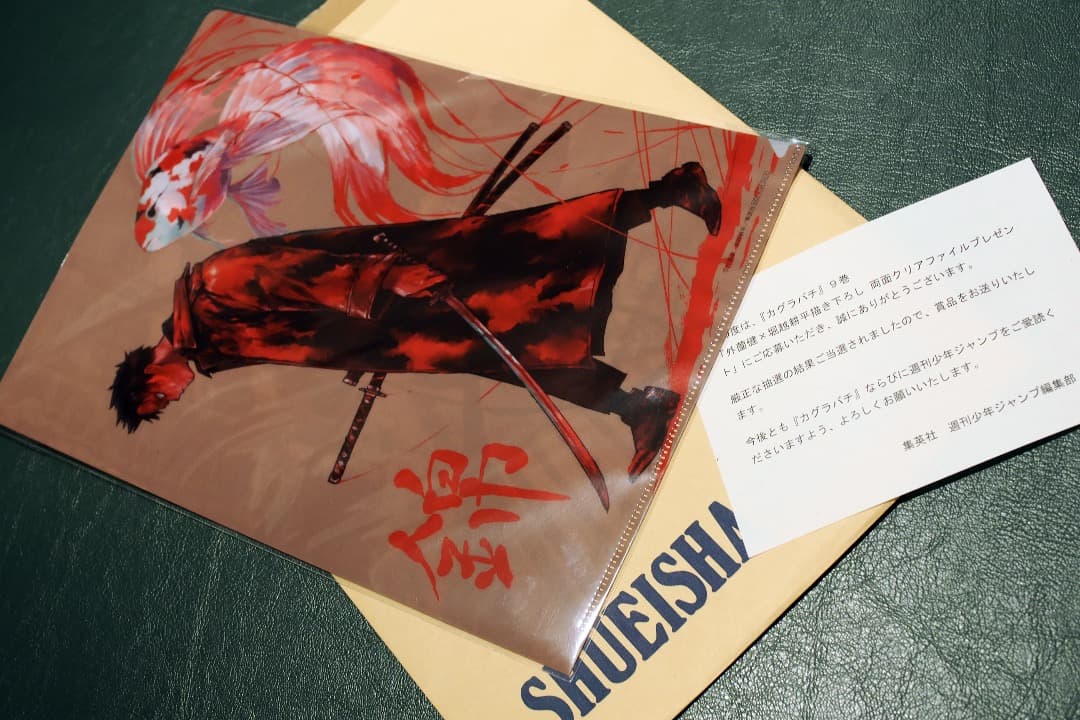 錦
度は、『カグラバチ』9巻
「外薗健×堀越耕平描き下ろし 両面クリアファイルプレゼン
ト」にご応募いただき、誠にありがとうございます。
厳正な抽選の結果ご当選されましたので、賞品をお送りいたし
ます。
今後とも『カグラバチ』ならびに週刊少年ジャンプをご愛読く
ださいますよう、よろしくお願いいたします。
集英社 週刊少年ジャンプ編集部
SHUEISHA